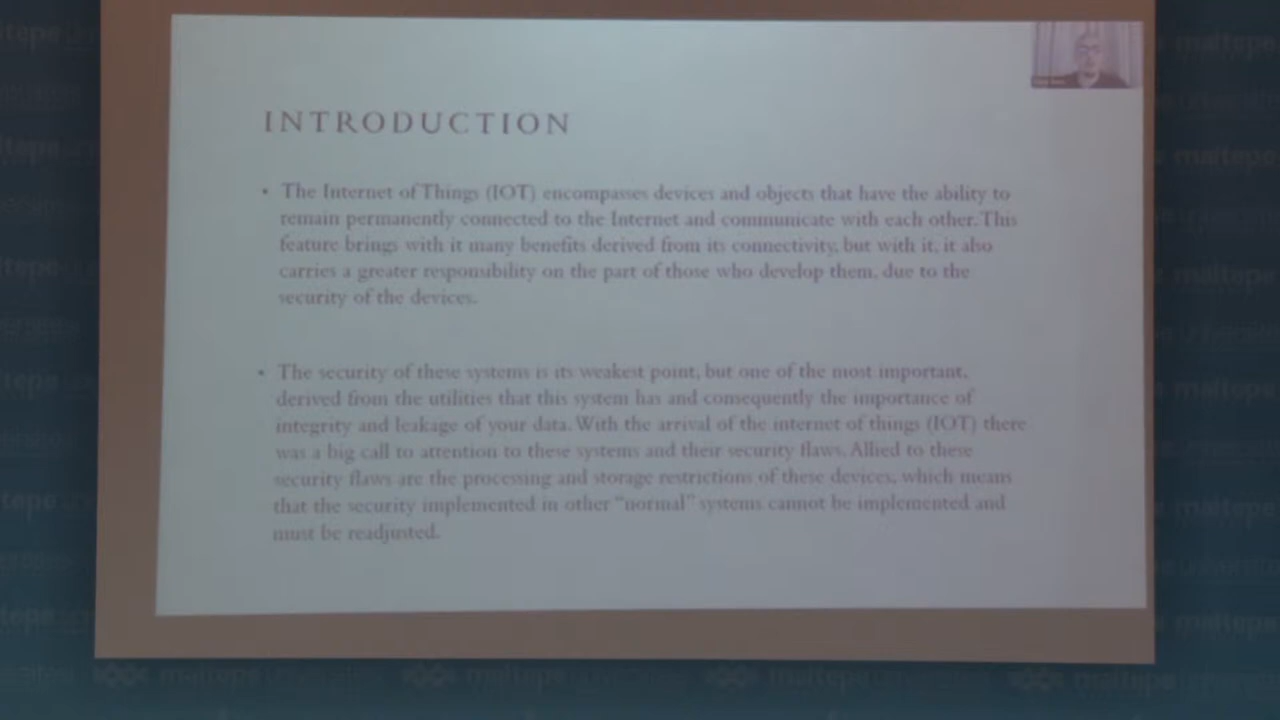 INTRODUCTION
• The Internet of Things (IOT) encompasses devices and objects that have the ability to
remain permanently connected to the Internet and communicate with each other. This
feature brings with it many benefits derived from its connectivity, but with it, it also
carries a greater responsibility on the part of those who develop them, due to the
security of the devices.
• The security of these systems is its weakest point, but one of the most important,
derived from the utilities that this system has and consequently the importance of
integrity and leakage of your data. With the arrival of the internet of things (IOT) there
was a big call to attention to these systems and their security flaws. Allied to these
security flaws are the processing and storage restrictions of these devices, which means
that the security implemented in other “normal” systems cannot be implemented and
must be readjusted.
maltepe
maltepe
maltepe
maltepe